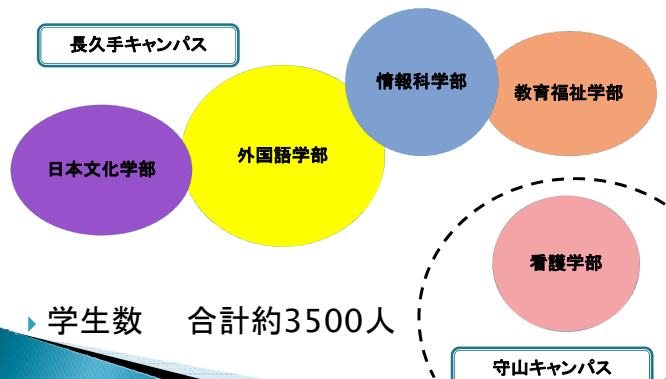 長久手キャンパス
情報科学部
教育福祉学部
外国語学部
日本文化学部
看護学部
学生数 合計約3500人
守山キャンパス